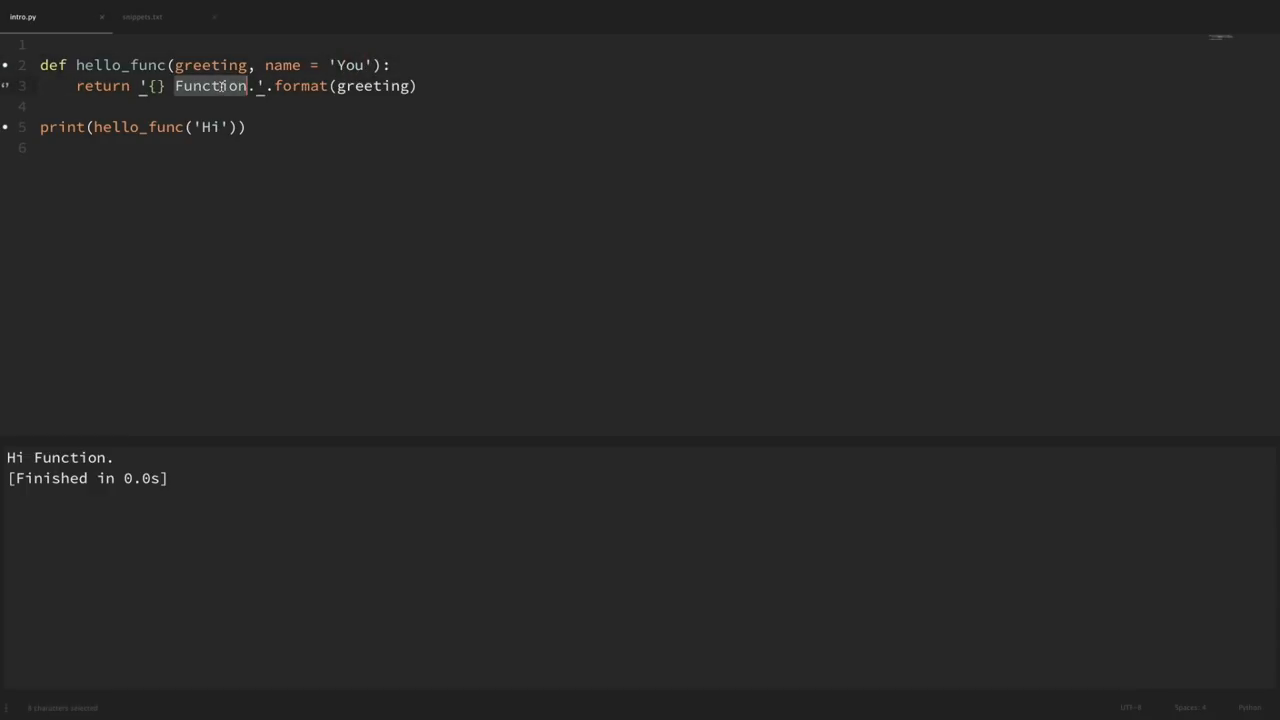 intro.py × snippets.txt ×
1
2 def hello_func(greeting, name = 'You'):
3 return '{} Function.'.format(greeting)
4
5 print(hello_func('Hi'))
6
Hi Function.
[Finished in 0.0s]
8 characters selected UTF-8 Spaces: 4 Python